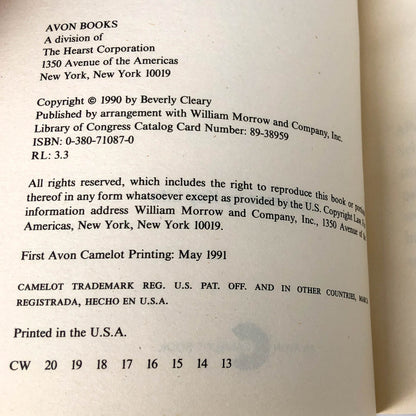 AVON BOOKS
A division of
The Hearst Corporation
1350 Avenue of the Americas
New York, New York 10019
Copyright © 1990 by Beverly Cleary
Published by arrangement with William Morrow and Company, Inc.
Library of Congress Catalog Card Number: 89-38959
ISBN: 0-380-71087-0
RL: 3.3
All rights reserved, which includes the right to reproduce this book or
thereof in any form whatsoever except as provided by the U.S. Copyright Law
information address William Morrow and Company, Inc., 1350 Avenue of
Americas, New York, New York 10019.
First Avon Camelot Printing: May 1991
CAMELOT TRADEMARK REG. U.S. PAT. OFF. AND IN OTHER COUNTRIES,
REGISTRADA, HECHO EN U.S.A.
Printed in the U.S.A.
CW 20 19 18 17 16 15 14 13